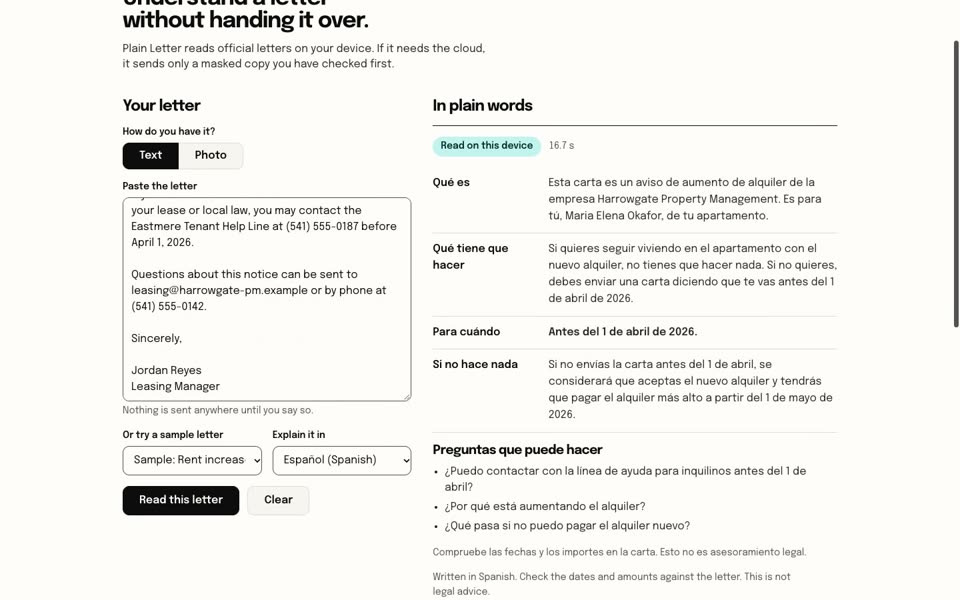 without handing it over.
Plain Letter reads official letters on your device. If it needs the cloud,
it sends only a masked copy you have checked first.
Your letter
How do you have it?
Text
Photo
Paste the letter
your lease or local law, you may contact the
Eastmere Tenant Help Line at (541) 555-0187 before
April 1, 2026.
Questions about this notice can be sent to
leasing@harrowgate-pm.example or by phone at
(541) 555-0142.
Sincerely,
Jordan Reyes
Leasing Manager
Nothing is sent anywhere until you say so.
Or try a sample letter
Explain it in
Sample: Rent increas
Español (Spanish)
Read this letter
Clear
In plain words
Read on this device
16.7 s
Qué es
Esta carta es un aviso de aumento de alquiler de la
empresa Harrowgate Property Management. Es para
tú, Maria Elena Okafor, de tu apartamento.
Qué tiene que
hacer
Si quieres seguir viviendo en el apartamento con el
nuevo alquiler, no tienes que hacer nada. Si no quieres,
debes enviar una carta diciendo que te vas antes del 1
de abril de 2026.
Para cuándo
Antes del 1 de abril de 2026.
Si no hace nada
Si no envías la carta antes del 1 de abril, se
considerará que aceptas el nuevo alquiler y tendrás
que pagar el alquiler más alto a partir del 1 de mayo de
2026.
Preguntas que puede hacer
• ¿Puedo contactar con la línea de ayuda para inquilinos antes del 1 de
abril?
• ¿Por qué está aumentando el alquiler?
• ¿Qué pasa si no puedo pagar el alquiler nuevo?
Compruebe las fechas y los importes en la carta. Esto no es asesoramiento legal.
Written in Spanish. Check the dates and amounts against the letter. This is not
legal advice.